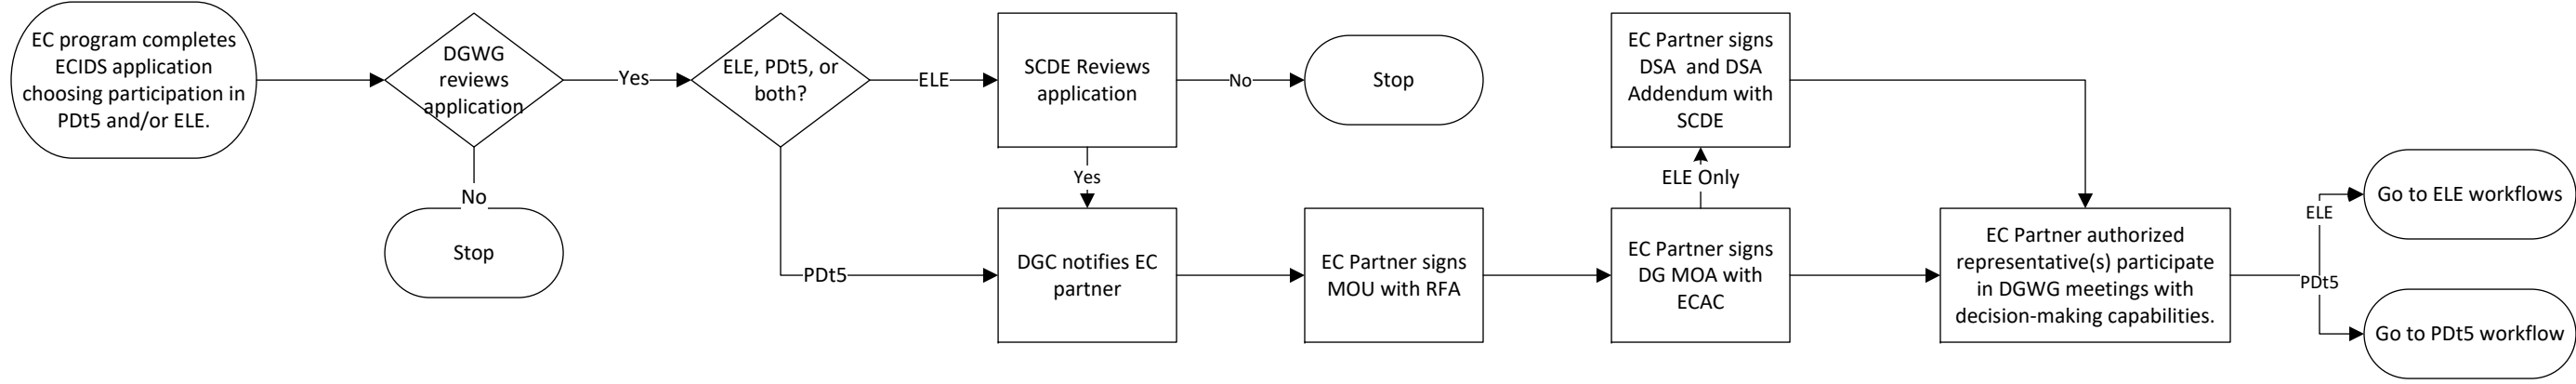 EC program completes
ECIDS application
choosing participation in
PDt5 and/or ELE.
DGWG
reviews
application
Yes
No
Stop
ELE, PDt5, or
both?
ELE
PDt5
SCDE Reviews
application
No
Stop
Yes
DGC notifies EC
partner
EC Partner signs
MOU with RFA
EC Partner signs
DG MOA with
ECAC
ELE Only
EC Partner signs
DSA and DSA
Addendum with
SCDE
EC Partner authorized
representative(s) participate
in DGWG meetings with
decision-making capabilities.
ELE
PDt5
Go to ELE workflows
Go to PDt5 workflow